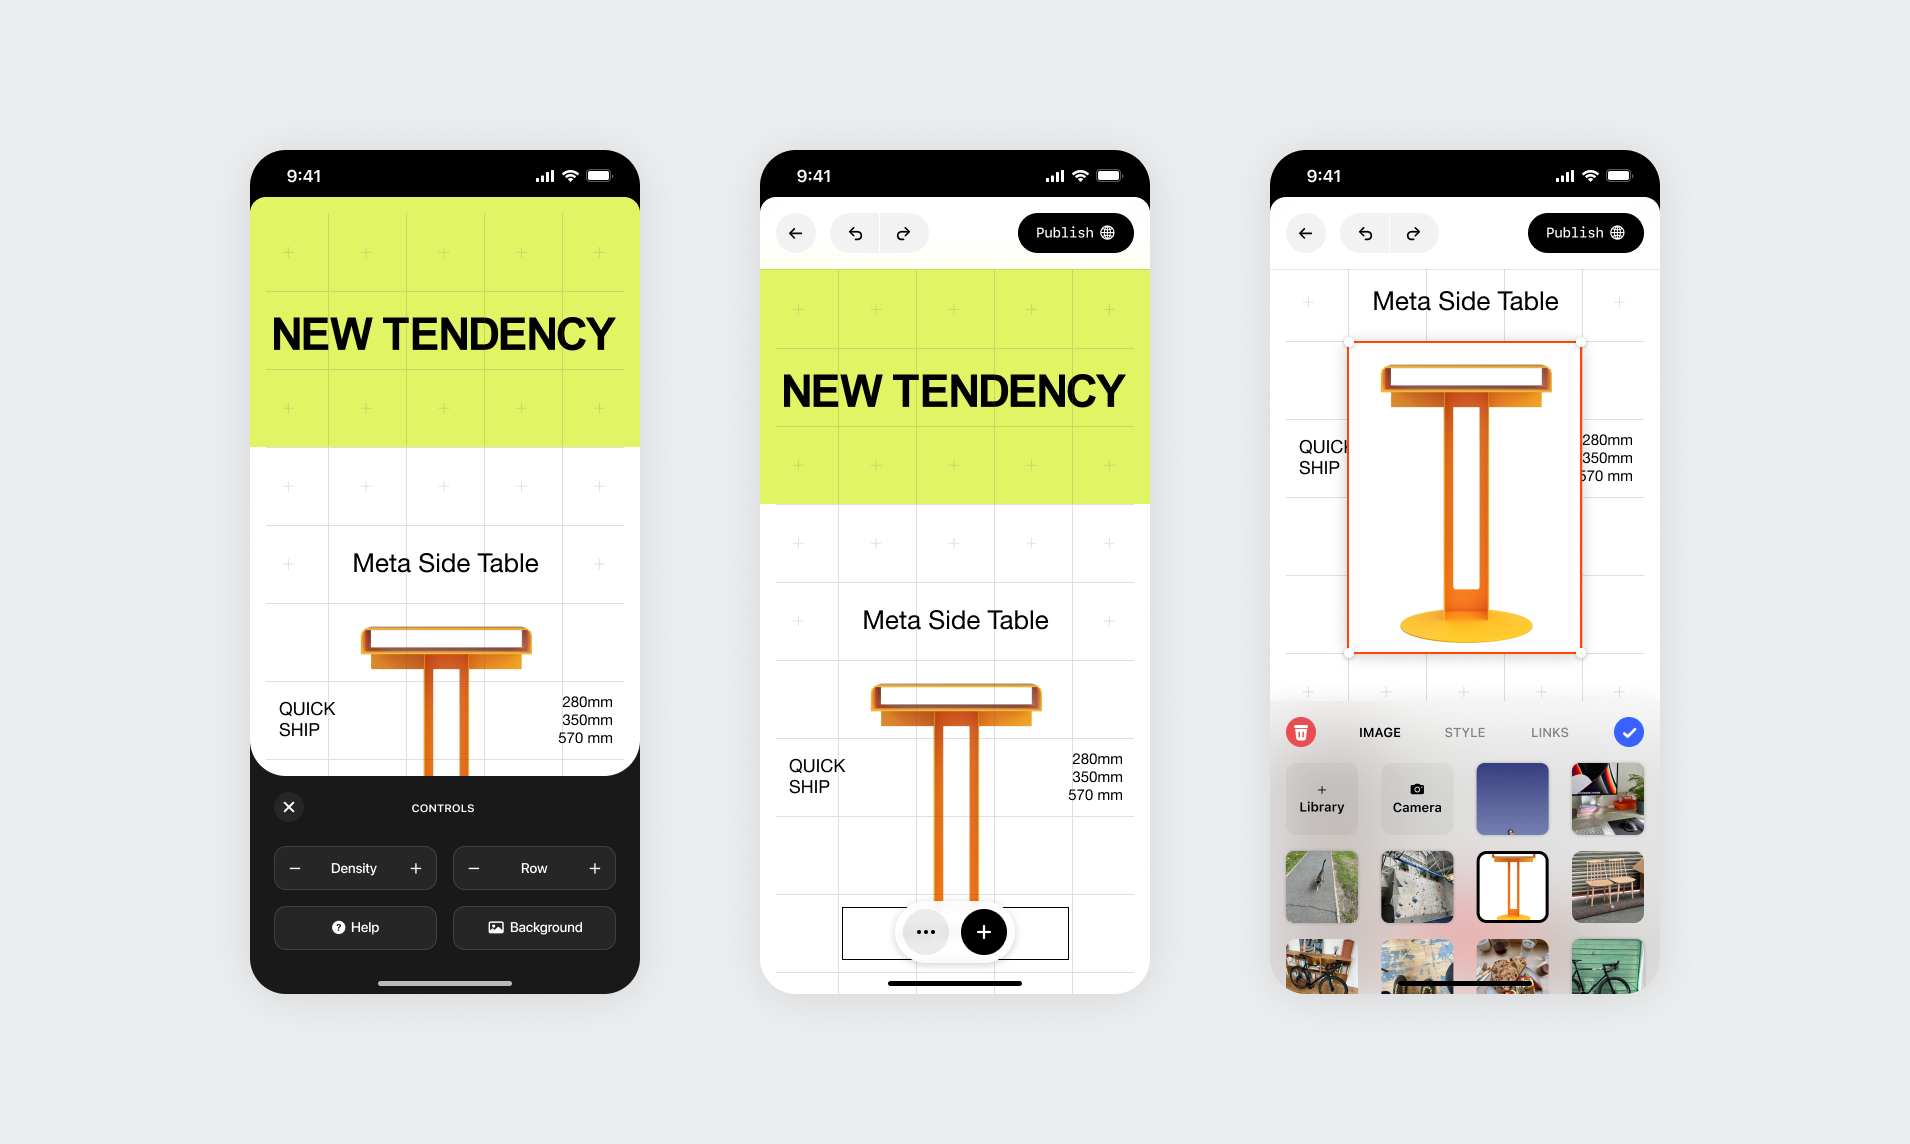 9:41
NEW TENDENCY
Meta Side Table
QUICK
SHIP
280mm
350mm
570 mm
CONTROLS
Density
Row
Help
Background
9:41
Publish
NEW TENDENCY
Meta Side Table
QUICK
SHIP
280mm
350mm
570 mm
9:41
Publish
Meta Side Table
QUICK
SHIP
280mm
350mm
570 mm
IMAGE
STYLE
LINKS
Library
Camera